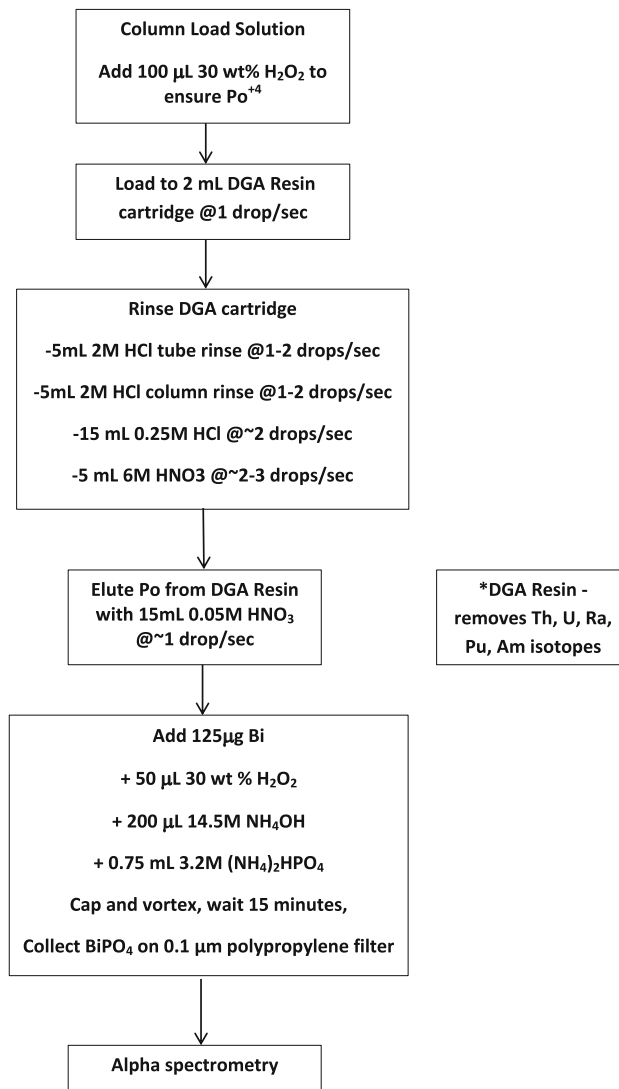 Column Load Solution
Add 100 µL 30 wt% H₂O₂ to
ensure Po⁺⁴
Load to 2 mL DGA Resin
cartridge @1 drop/sec
Rinse DGA cartridge
-5mL 2M HCl tube rinse @1-2 drops/sec
-5mL 2M HCl column rinse @1-2 drops/sec
-15 mL 0.25M HCl @~2 drops/sec
-5 mL 6M HNO3 @~2-3 drops/sec
Elute Po from DGA Resin
with 15mL 0.05M HNO₃
@~1 drop/sec
*DGA Resin -
removes Th, U, Ra,
Pu, Am isotopes
Add 125µg Bi
+ 50 µL 30 wt % H₂O₂
+ 200 µL 14.5M NH₄OH
+ 0.75 mL 3.2M (NH₄)₂HPO₄
Cap and vortex, wait 15 minutes,
Collect BiPO₄ on 0.1 µm polypropylene filter
Alpha spectrometry